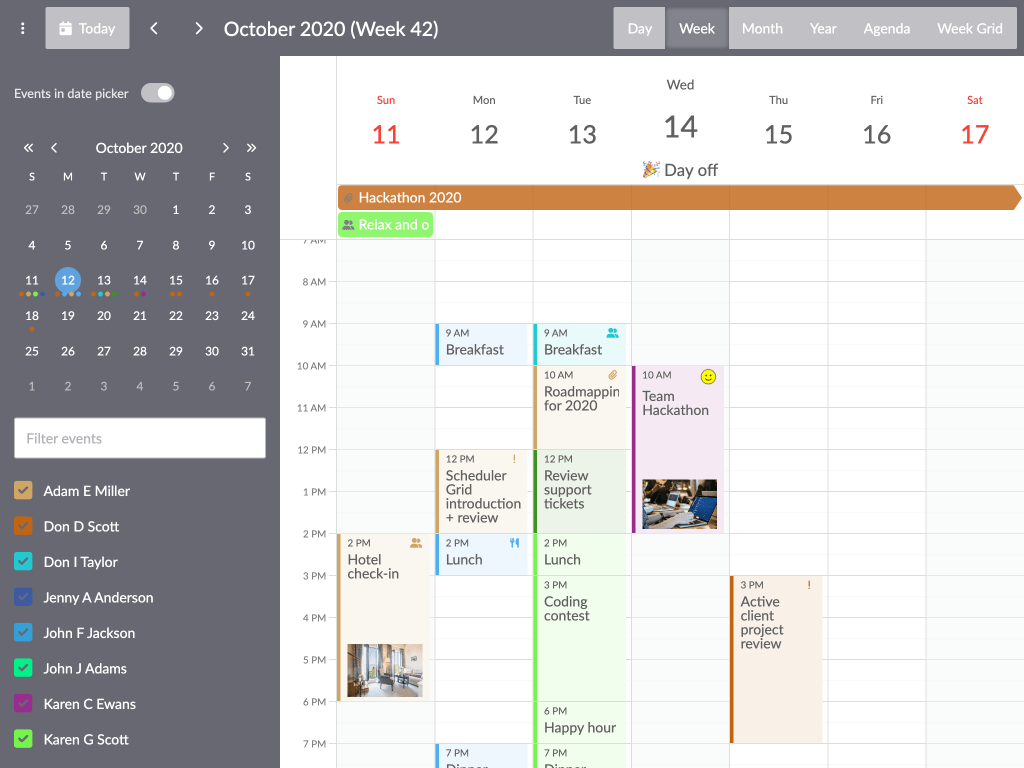 Today
October 2020 (Week 42)
Day
Week
Month
Year
Agenda
Week Grid
Events in date picker
October 2020
S M T W T F S
27 28 29 30 1 2 3
4 5 6 7 8 9 10
11 12 13 14 15 16 17
18 19 20 21 22 23 24
25 26 27 28 29 30 31
1 2 3 4 5 6 7
Filter events
Adam E Miller
Don D Scott
Don I Taylor
Jenny A Anderson
John F Jackson
John J Adams
Karen C Ewans
Karen G Scott
Sun
11
Mon
12
Tue
13
Wed
14
Day off
Thu
15
Fri
16
Sat
17
Hackathon 2020
Relax and o
7 AM
8 AM
9 AM
10 AM
11 AM
12 PM
1 PM
2 PM
3 PM
4 PM
5 PM
6 PM
7 PM
2 PM
Hotel
check-in
9 AM
Breakfast
12 PM
!
Scheduler
Grid
introduction
+ review
2 PM
Lunch
7 PM
Dinner
9 AM
Breakfast
10 AM
Roadmappin
for 2020
12 PM
Review
support
tickets
2 PM
Lunch
3 PM
Coding
contest
6 PM
Happy hour
7 PM
Dinner
10 AM
Team
Hackathon
3 PM
!
Active
client
project
review